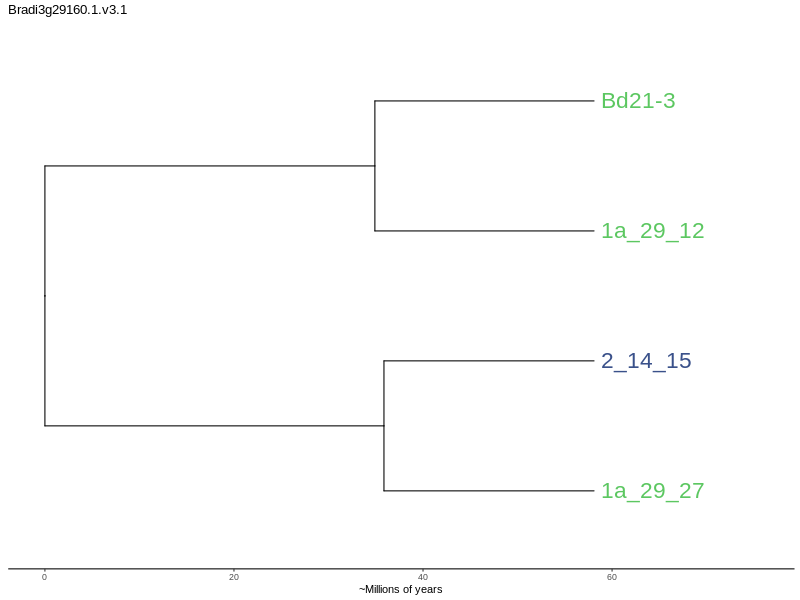 Bradi3g29160.1.v3.1
Bd21-3
1a_29_12
2_14_15
1a_29_27
0 20 40 60
~Millions of years